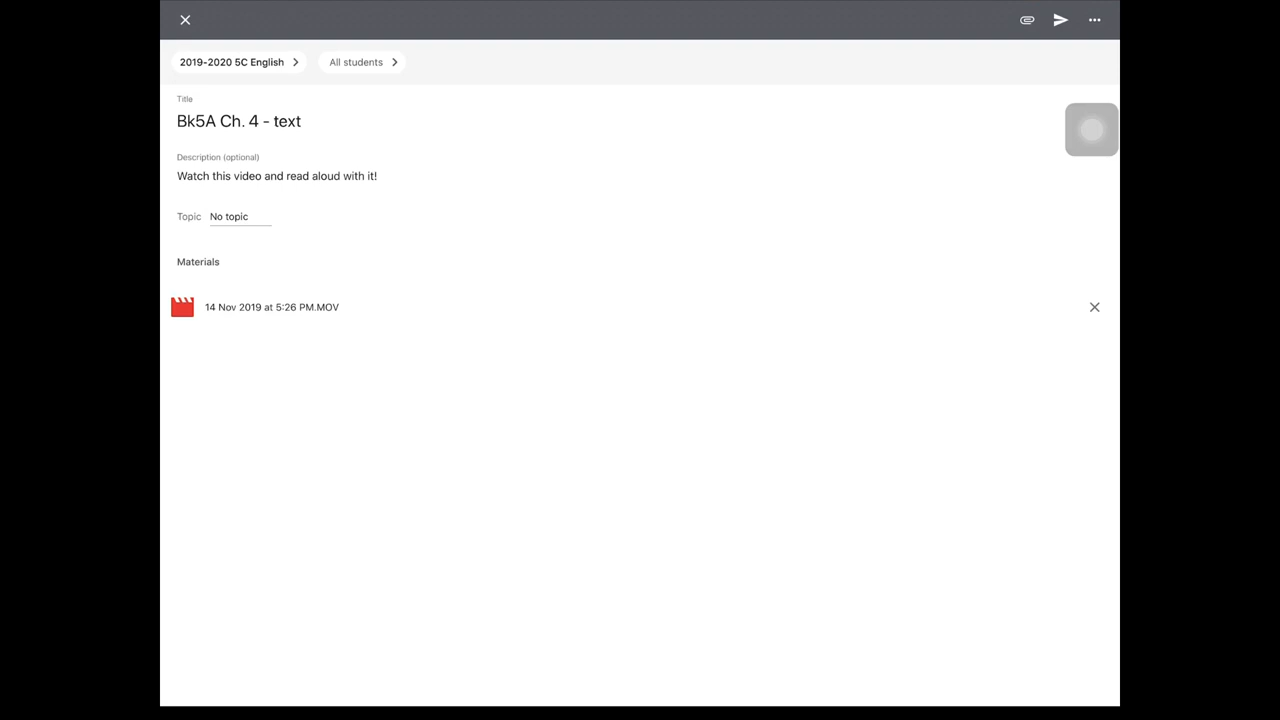 2019-2020 5C English
All students
Title
Bk5A Ch. 4 - text
Description (optional)
Watch this video and read aloud with it!
Topic No topic
Materials
14 Nov 2019 at 5:26 PM.MOV